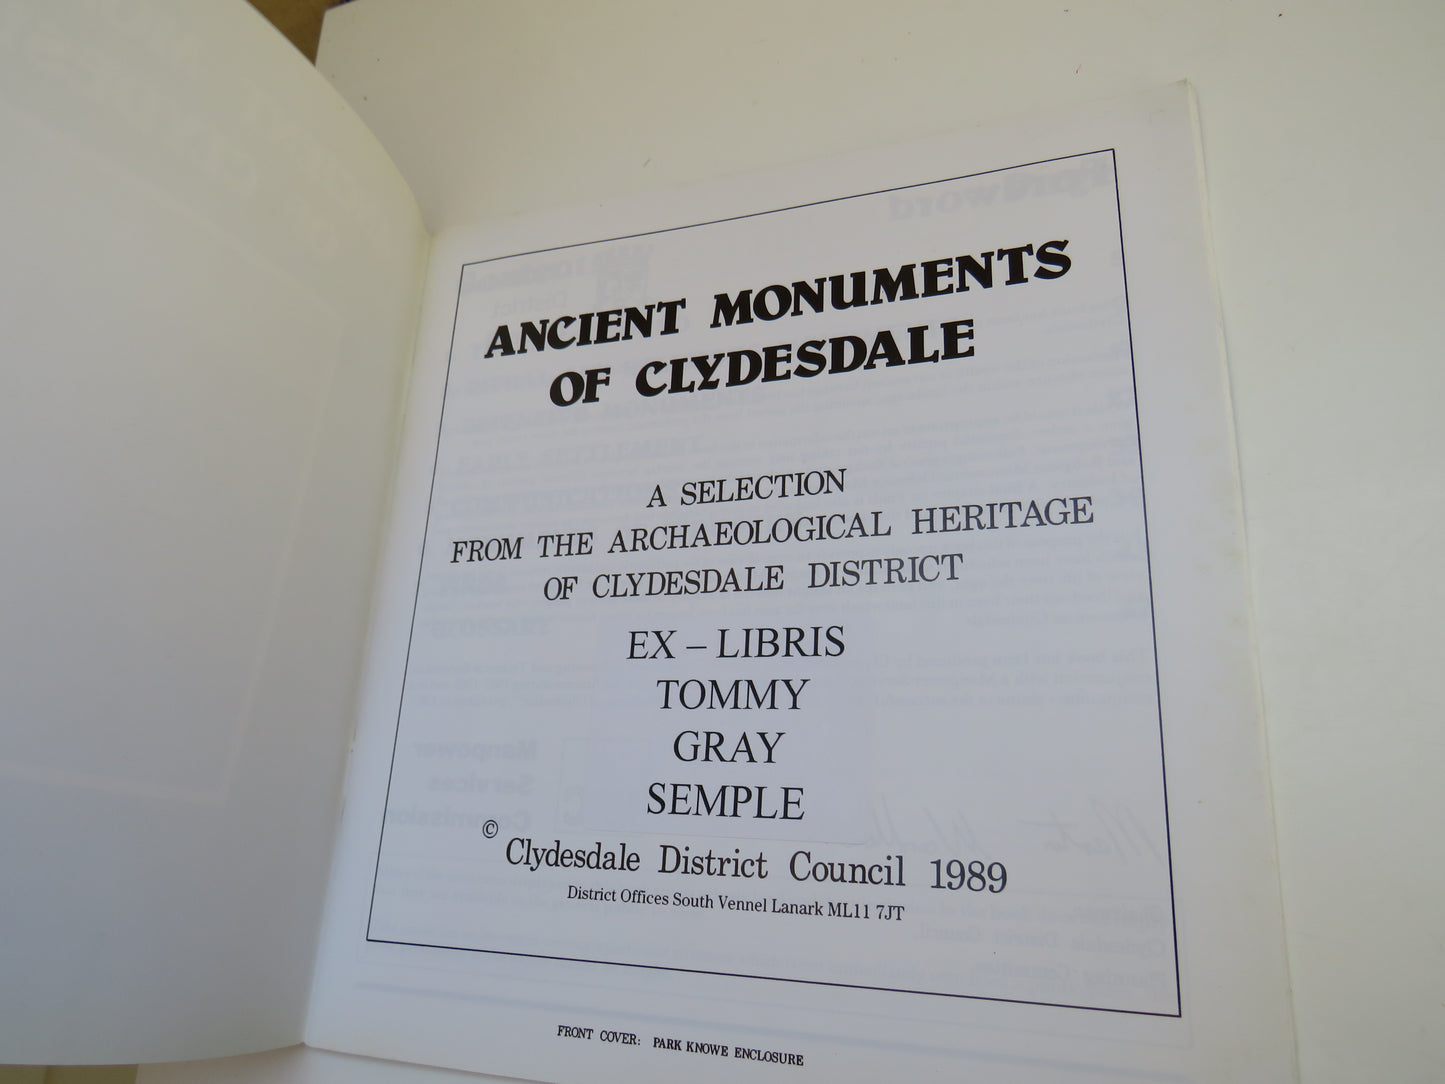 ANCIENT MONUMENTS
OF CLYDESDALE
A SELECTION
FROM THE ARCHAEOLOGICAL HERITAGE
OF CLYDESDALE DISTRICT
EX – LIBRIS
TOMMY
GRAY
SEMPLE
©
Clydesdale District Council 1989
District Offices South Vennel Lanark ML11 7JT
FRONT COVER: PARK KNOWE ENCLOSURE